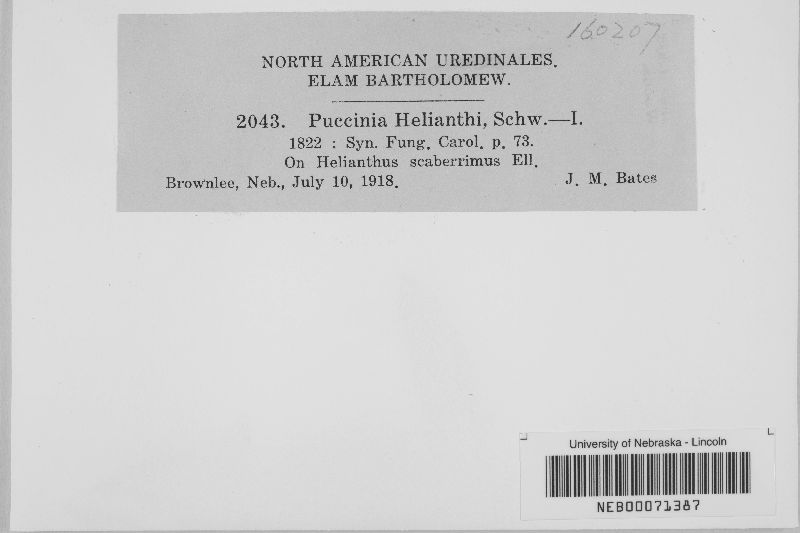 160207
NORTH AMERICAN UREDINALES.
ELAM BARTHOLOMEW.
2043. Puccinia Helianthi, Schw.—I.
1822 : Syn. Fung. Carol. p. 73.
On Helianthus scaberrimus Ell.
Brownlee, Neb., July 10, 1918. J. M. Bates
University of Nebraska - Lincoln
NEB00071387